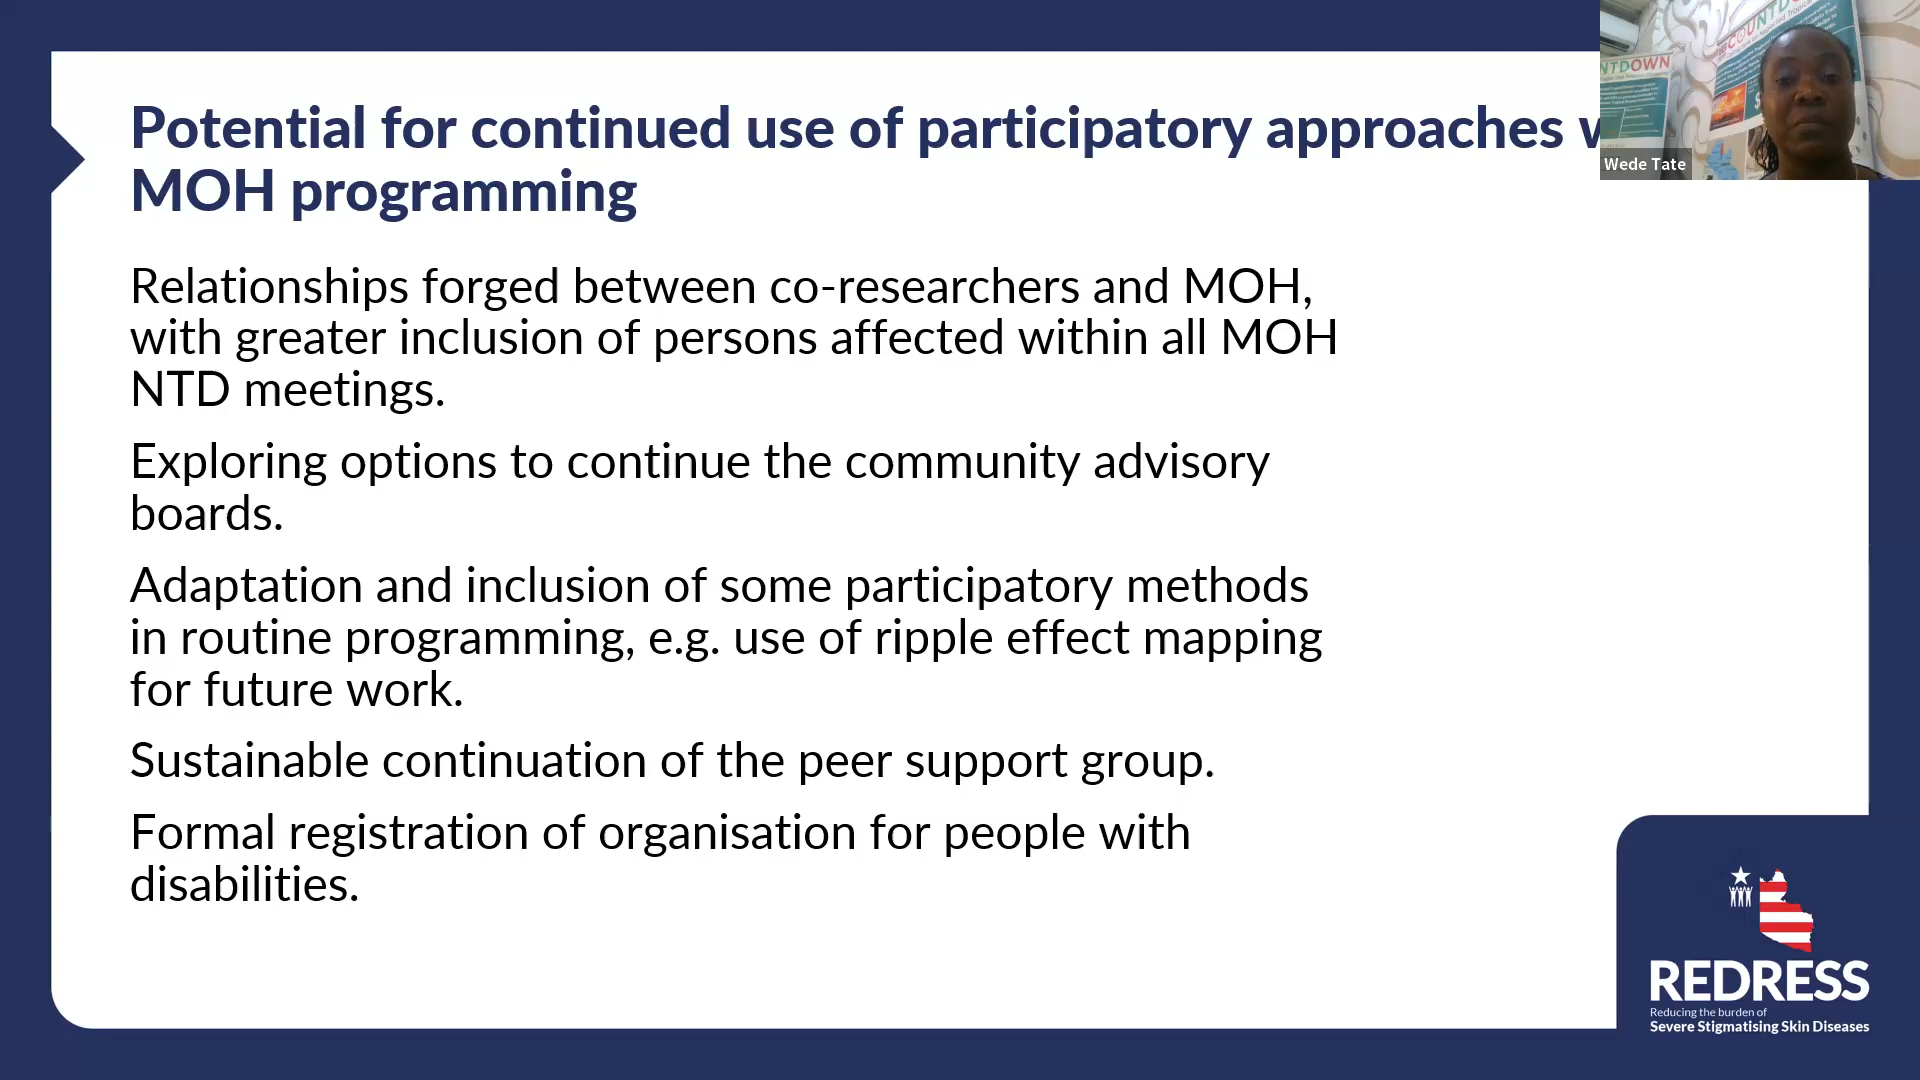 Potential for continued use of participatory approaches
MOH programming
Relationships forged between co-researchers and MOH,
with greater inclusion of persons affected within all MOH
NTD meetings.
Exploring options to continue the community advisory
boards.
Adaptation and inclusion of some participatory methods
in routine programming, e.g. use of ripple effect mapping
for future work.
Sustainable continuation of the peer support group.
Formal registration of organisation for people with
disabilities.
NTDOWN
COUNTDO
Wede Tate
REDRESS
Reducing the burden of
Severe Stigmatising Skin Diseases